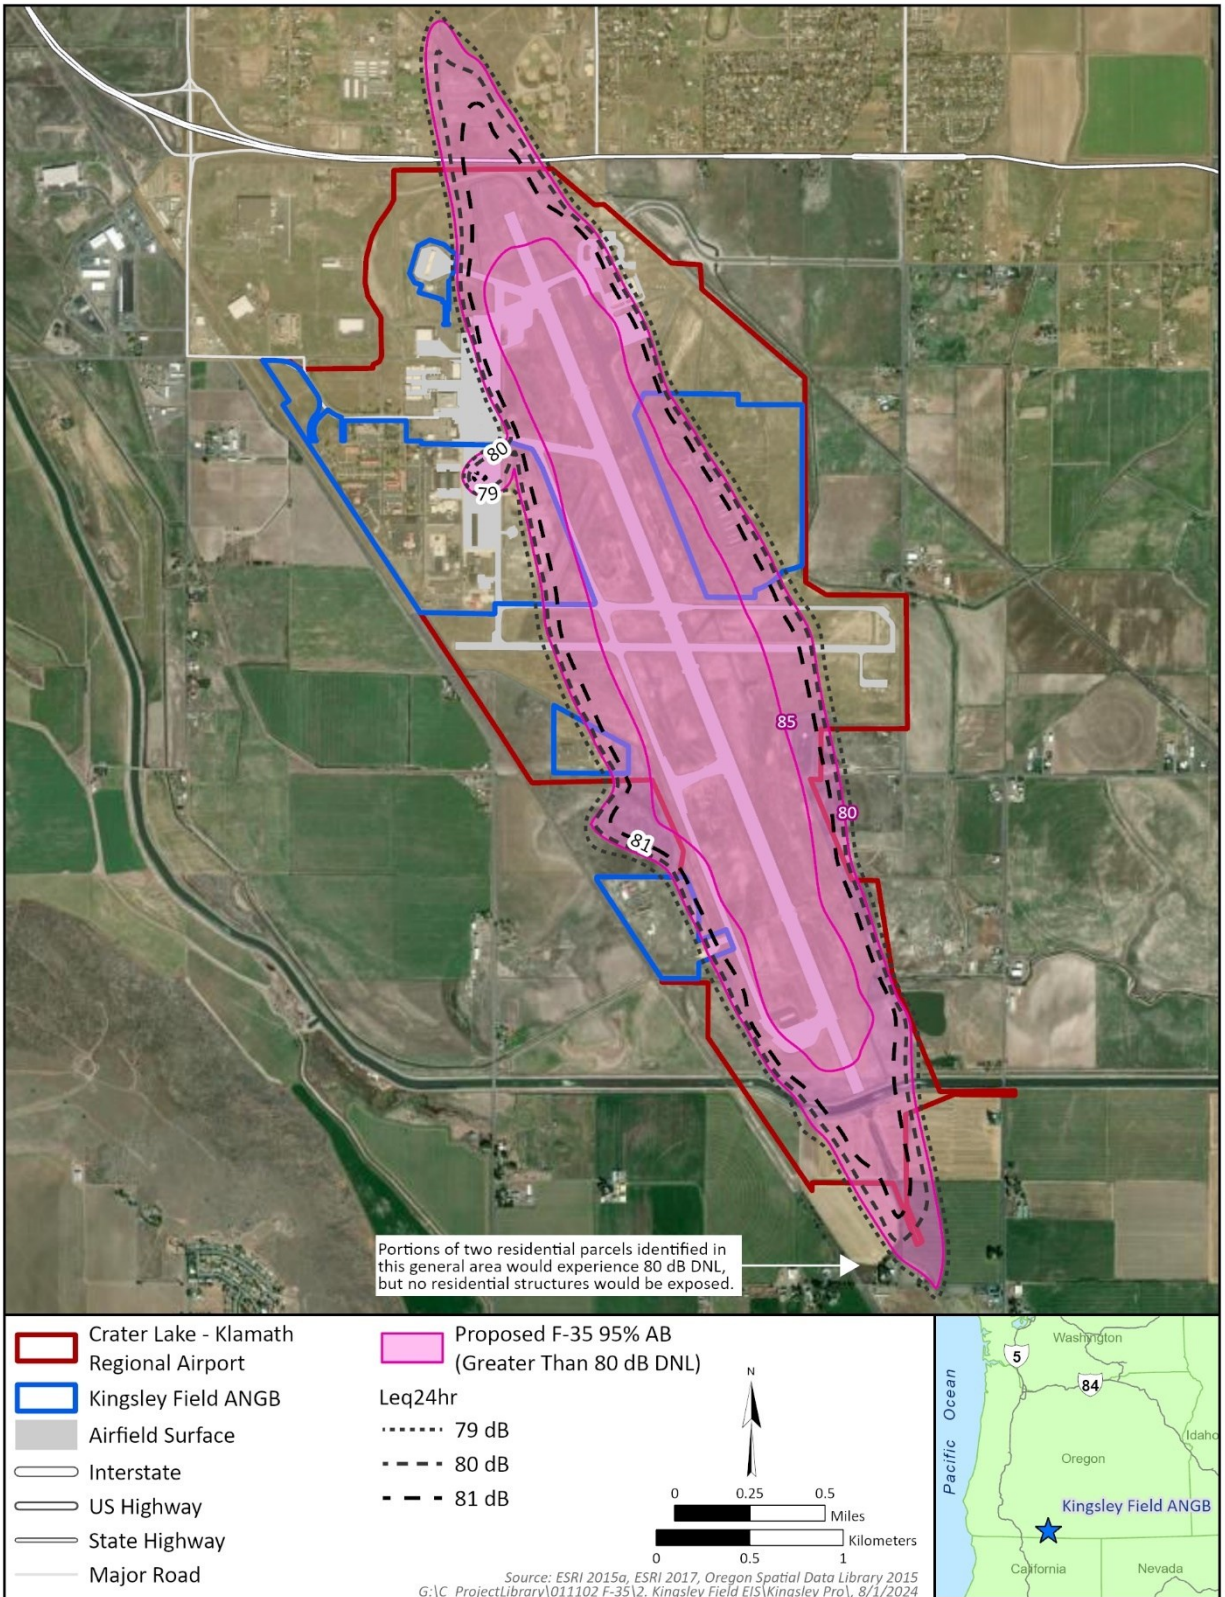 80
79
85
80
81
Portions of two residential parcels identified in
this general area would experience 80 dB DNL,
but no residential structures would be exposed.
Crater Lake - Klamath
Regional Airport
Kingsley Field ANGB
Airfield Surface
Interstate
US Highway
State Highway
Major Road
Proposed F-35 95% AB
(Greater Than 80 dB DNL)
Leq24hr
79 dB
80 dB
81 dB
N
0 0.25 0.5
Miles
Kilometers
0 0.5 1
Source: ESRI 2015a, ESRI 2017, Oregon Spatial Data Library 2015
G:\C_ProjectLibrary\011102 F-35\2. Kingsley Field EIS\Kingsley Pro\, 8/1/2024
Washington
5
84
Pacific Ocean
Idaho
Oregon
Kingsley Field ANGB
California
Nevada